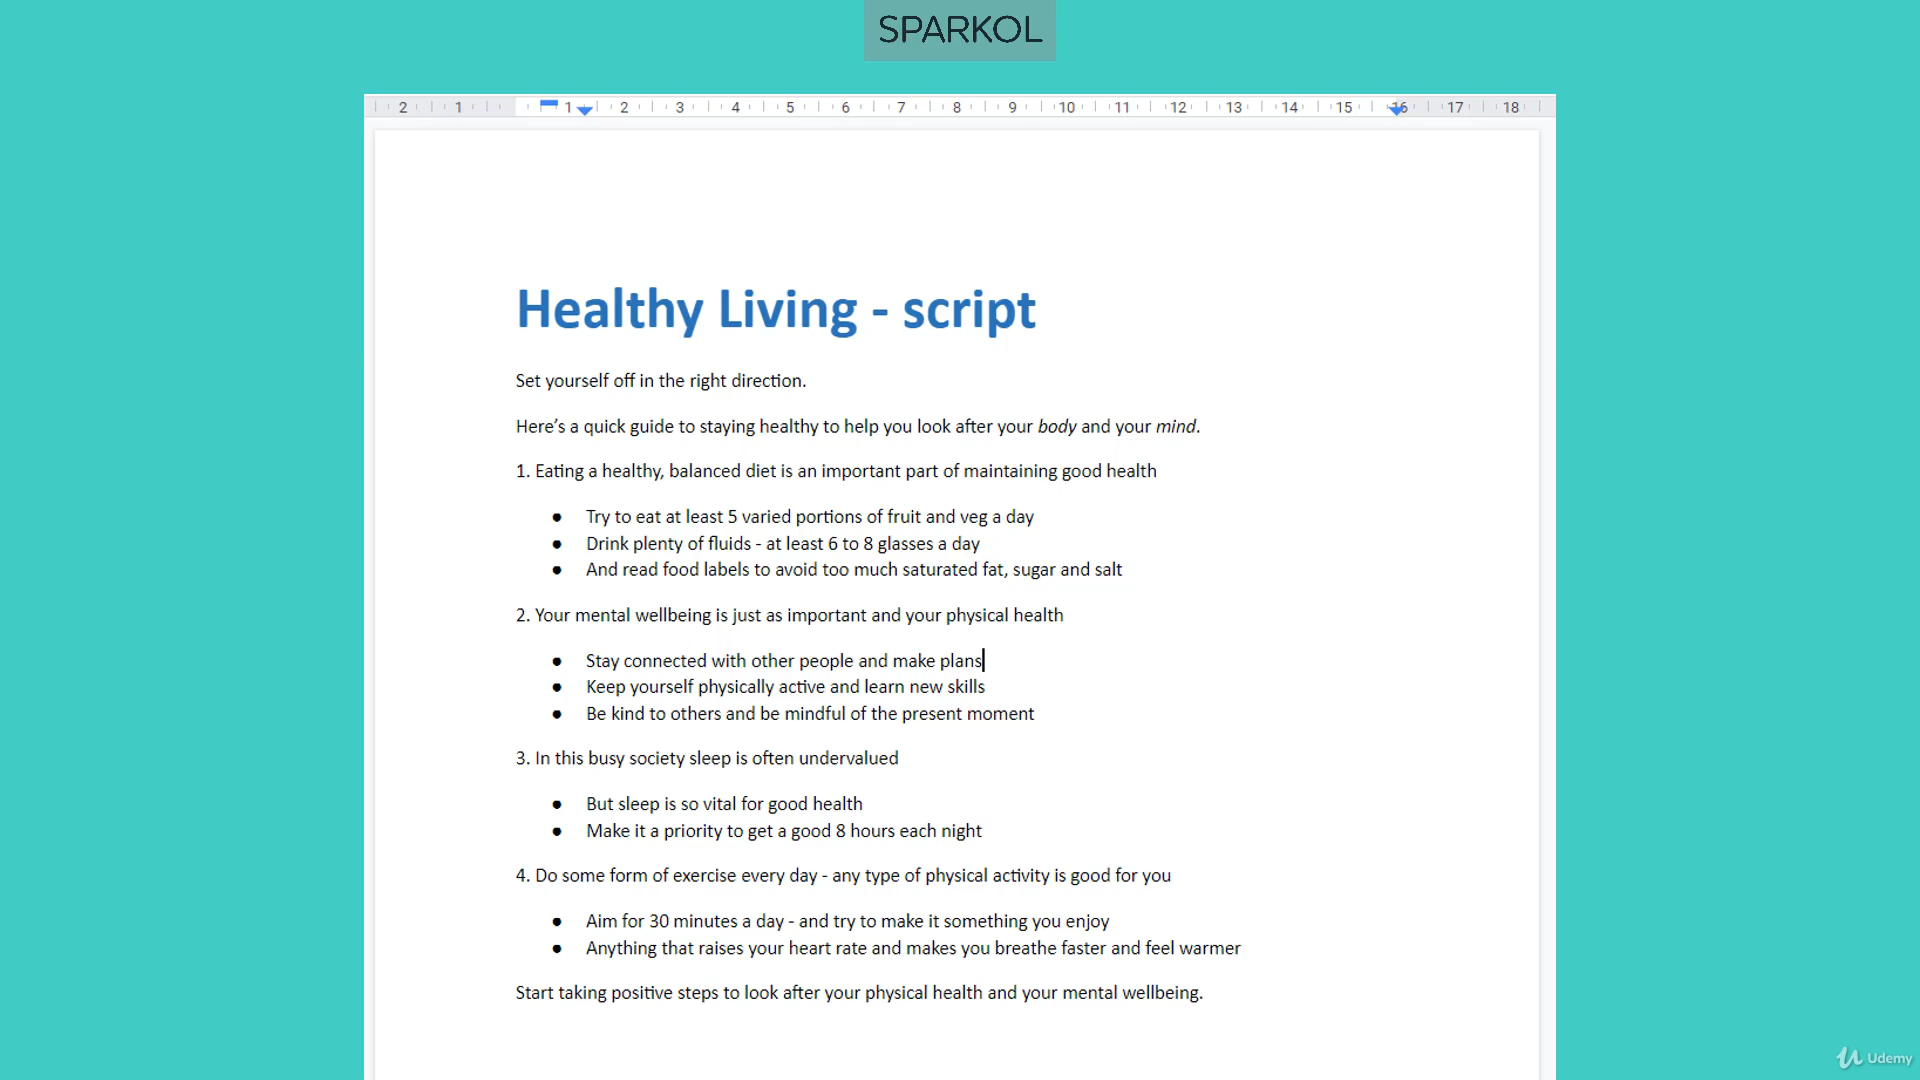 SPARKOL
2 1 1 2 3 4 5 6 7 8 9 10 11 12 13 14 15 16 17 18
Healthy Living - script
Set yourself off in the right direction.
Here’s a quick guide to staying healthy to help you look after your body and your mind.
1. Eating a healthy, balanced diet is an important part of maintaining good health
● Try to eat at least 5 varied portions of fruit and veg a day
● Drink plenty of fluids - at least 6 to 8 glasses a day
● And read food labels to avoid too much saturated fat, sugar and salt
2. Your mental wellbeing is just as important and your physical health
● Stay connected with other people and make plans
● Keep yourself physically active and learn new skills
● Be kind to others and be mindful of the present moment
3. In this busy society sleep is often undervalued
● But sleep is so vital for good health
● Make it a priority to get a good 8 hours each night
4. Do some form of exercise every day - any type of physical activity is good for you
● Aim for 30 minutes a day - and try to make it something you enjoy
● Anything that raises your heart rate and makes you breathe faster and feel warmer
Start taking positive steps to look after your physical health and your mental wellbeing.
Udemy